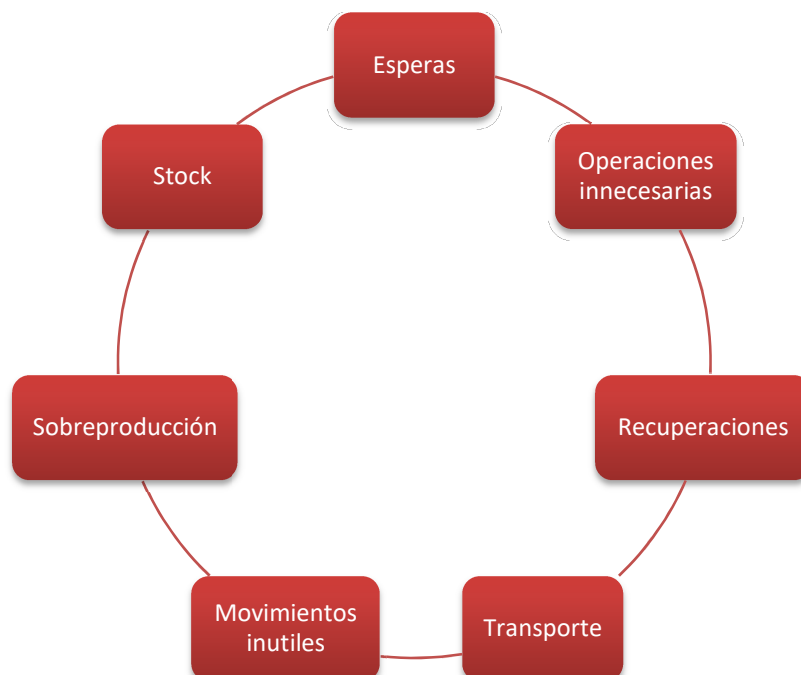 Esperas
Operaciones
innecesarias
Recuperaciones
Transporte
Movimientos
inutiles
Sobreproducción
Stock